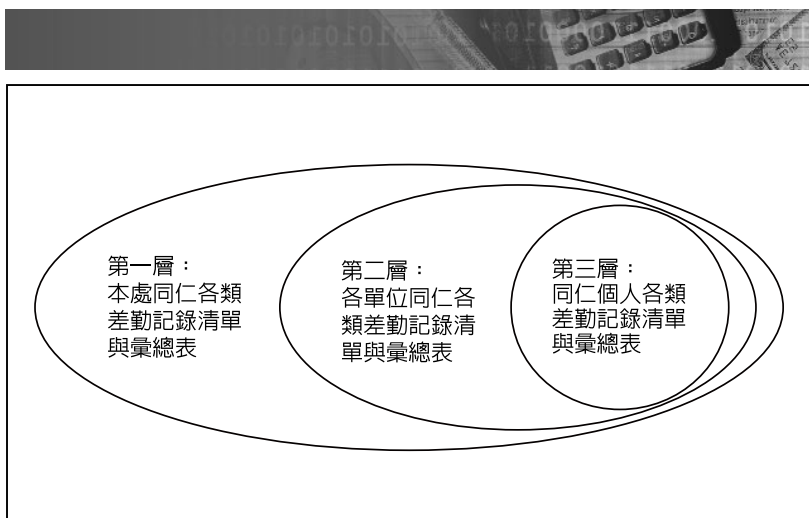 第一層：
本處同仁各類
差勤記錄清單
與彙總表
第二層：
各單位同仁各
類差勤記錄清
單與彙總表
第三層：
同仁個人各類
差勤記錄清單
與彙總表